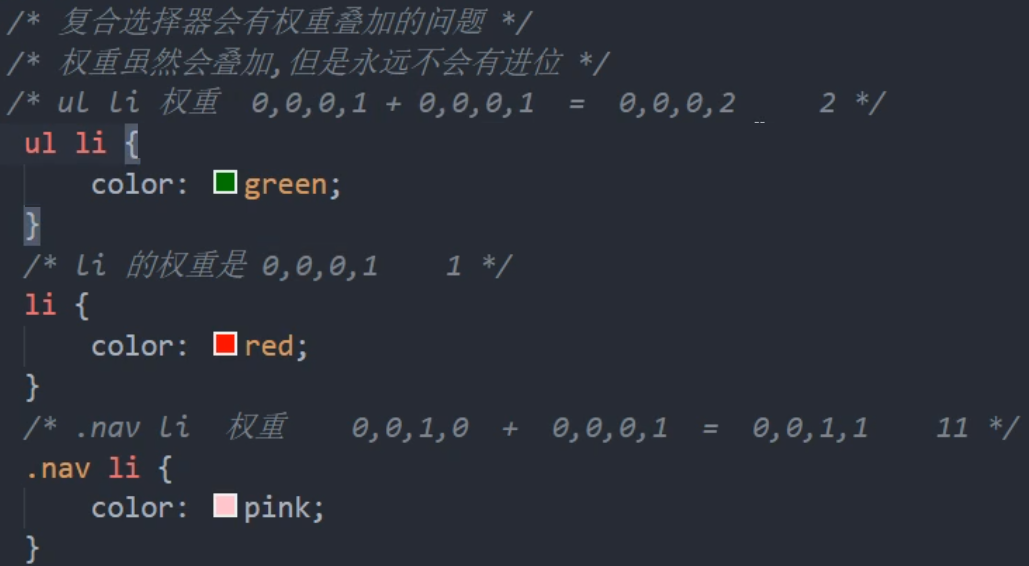 /* 复合选择器会有权重叠加的问题 */
/* 权重虽然会叠加,但是永远不会有进位 */
/* ul li 权重  0,0,0,1 + 0,0,0,1  =  0,0,0,2     2 */
ul li {
    color: green;
}
/* li 的权重是 0,0,0,1    1 */
li {
    color: red;
}
/* .nav li  权重    0,0,1,0  +  0,0,0,1  =  0,0,1,1    11 */
.nav li {
    color: pink;
}